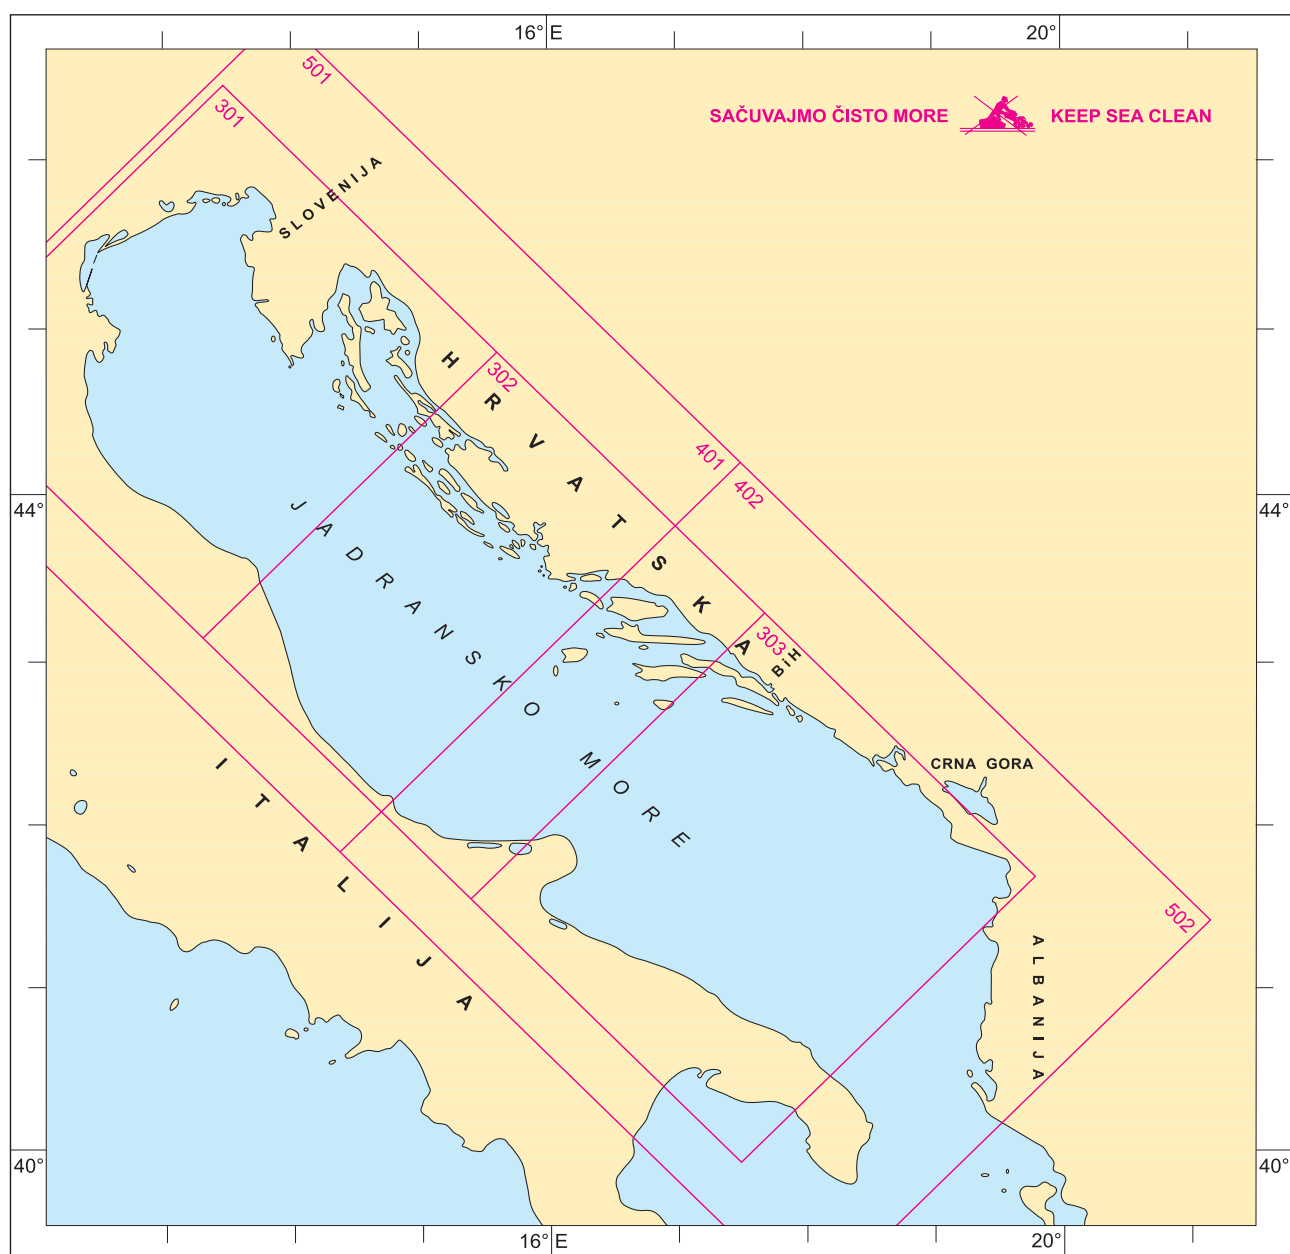 16° E
20°
501
301
SAČUVAJMO ČISTO MORE
KEEP SEA CLEAN
SLOVENIJA
HRVATSKA
302
401
402
44°
44°
JADRANSKO MORE
303
BiH
ITALIJA
CRNA GORA
502
ALBANIJA
40°
40°
16° E
20°